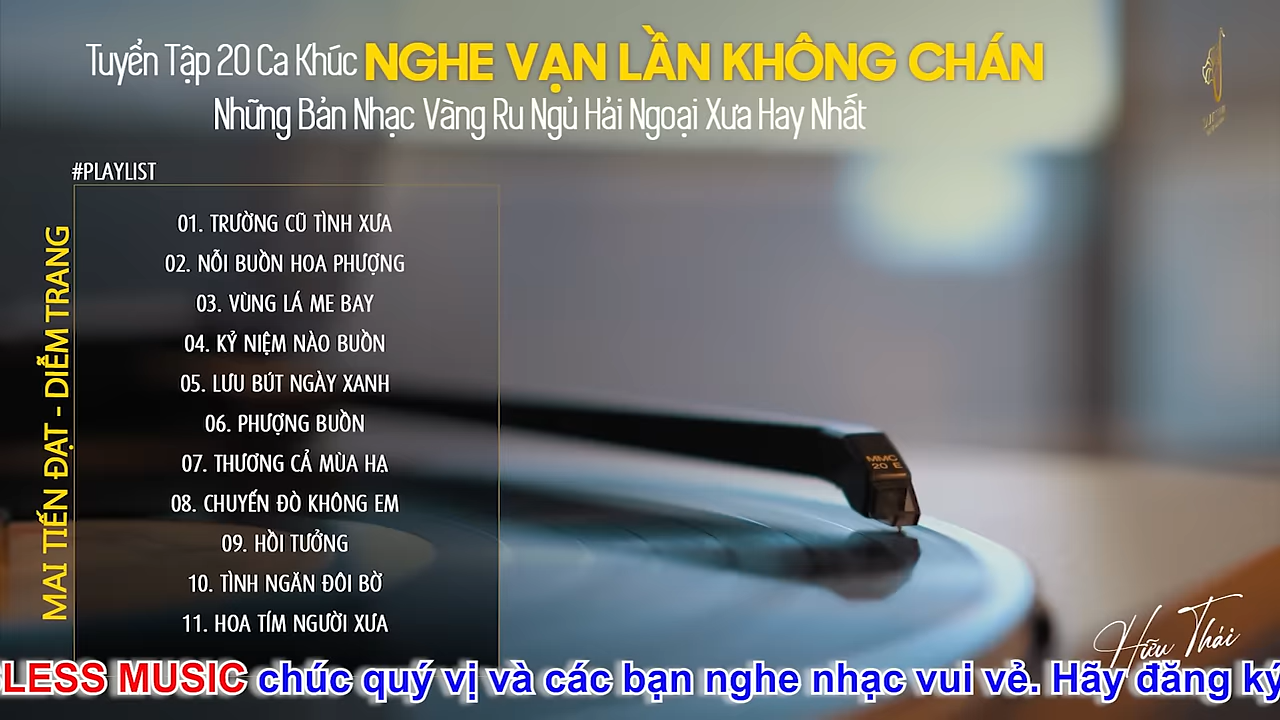 Tuyển Tập 20 Ca Khúc NGHE VẠN LẦN KHÔNG CHÁN
Những Bản Nhạc Vàng Ru Ngủ Hải Ngoại Xưa Hay Nhất
#PLAYLIST
MAI TIẾN ĐẠT - DIỄM TRANG
01. TRƯỜNG CŨ TÌNH XƯA
02. NỖI BUỒN HOA PHƯỢNG
03. VÙNG LÁ ME BAY
04. KỶ NIỆM NÀO BUỒN
05. LƯU BÚT NGÀY XANH
06. PHƯỢNG BUỒN
07. THƯƠNG CẢ MÙA HẠ
08. CHUYẾN ĐÒ KHÔNG EM
09. HỒI TƯỞNG
10. TÌNH NGĂN ĐÔI BỜ
11. HOA TÍM NGƯỜI XƯA
MMC
20 E
Hữu Thái
LESS MUSIC chúc quý vị và các bạn nghe nhạc vui vẻ. Hãy đăng ký